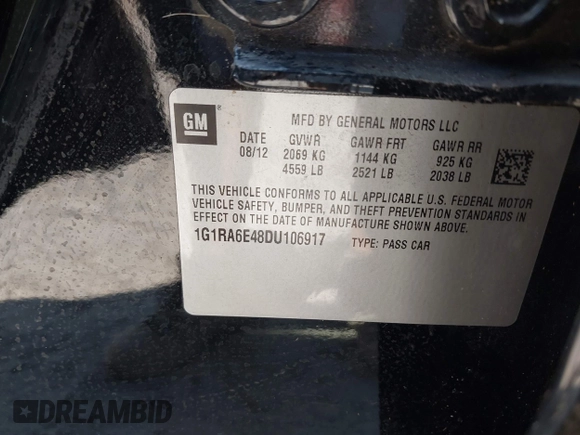 GM ®
MFD BY GENERAL MOTORS LLC
DATE GVWR GAWR FRT GAWR RR
08/12 2069 KG 1144 KG 925 KG
4559 LB 2521 LB 2038 LB
THIS VEHICLE CONFORMS TO ALL APPLICABLE U.S. FEDERAL MOTOR
VEHICLE SAFETY, BUMPER, AND THEFT PREVENTION STANDARDS IN
EFFECT ON THE DATE OF MANUFACTURE SHOWN ABOVE.
1G1RA6E48DU106917 TYPE: PASS CAR
DREAMBID